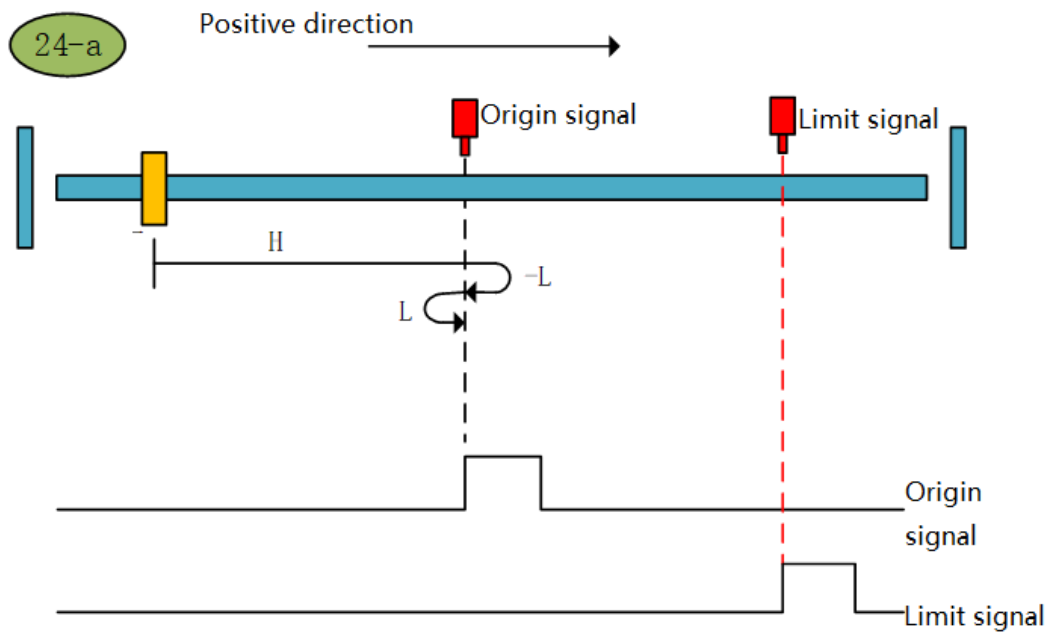 24-a
Positive direction
Origin signal
Limit signal
H
-L
L
Origin
signal
Limit signal